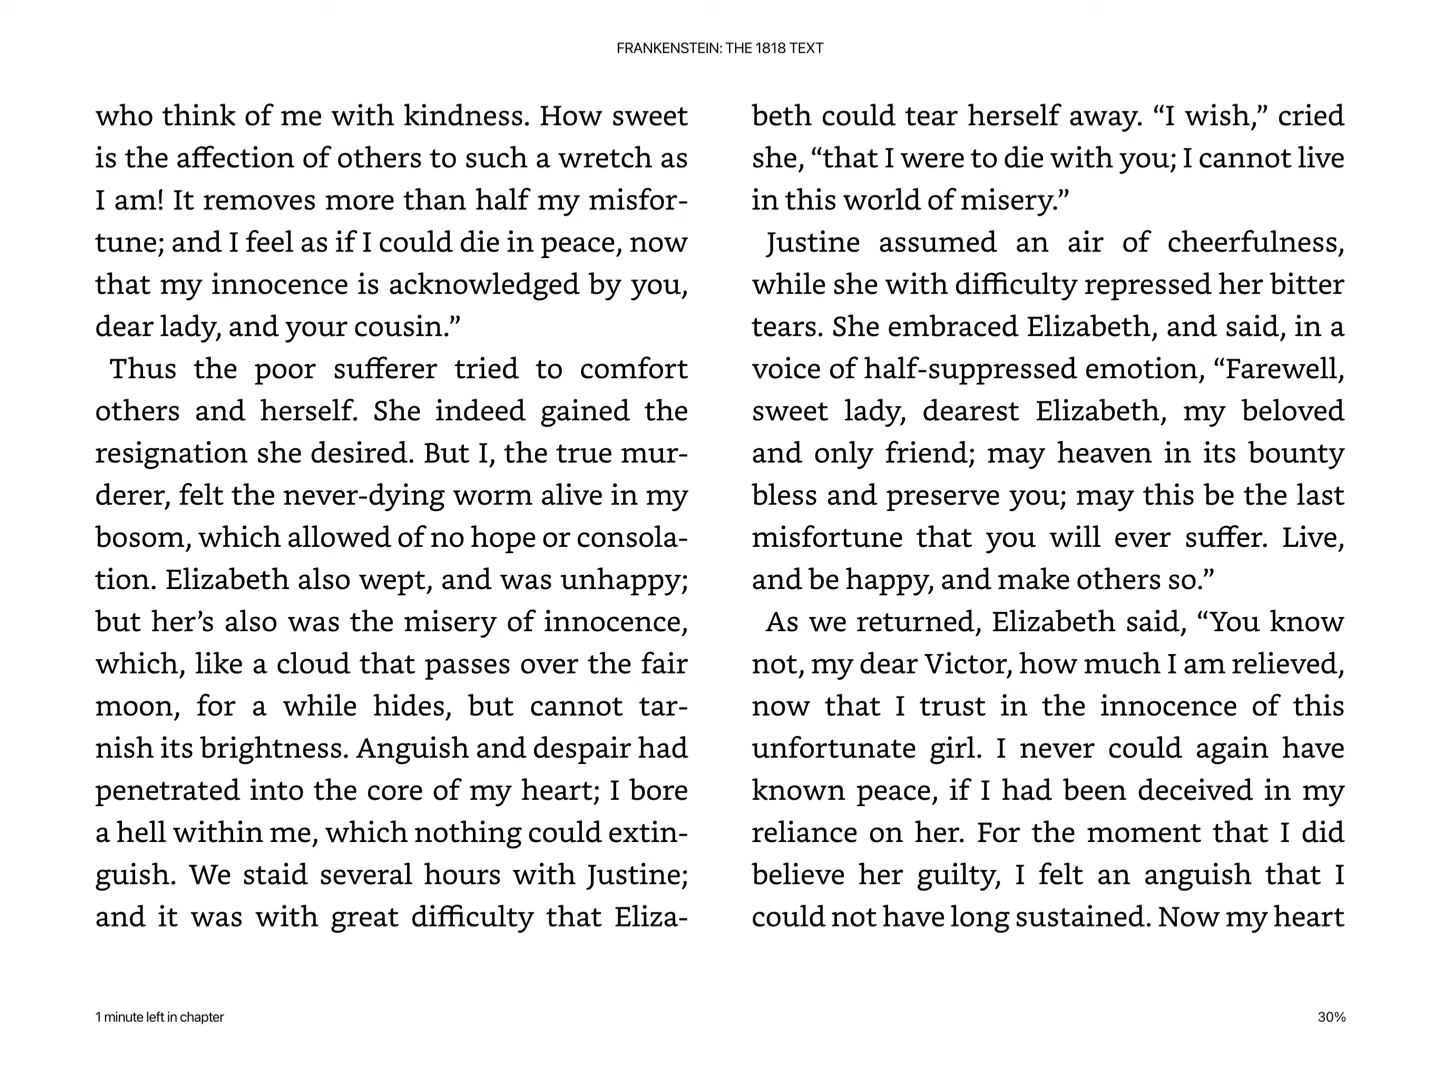 FRANKENSTEIN: THE 1818 TEXT
who think of me with kindness. How sweet
is the affection of others to such a wretch as
I am! It removes more than half my misfor-
tune; and I feel as if I could die in peace, now
that my innocence is acknowledged by you,
dear lady, and your cousin.”
Thus the poor sufferer tried to comfort
others and herself. She indeed gained the
resignation she desired. But I, the true mur-
derer, felt the never-dying worm alive in my
bosom, which allowed of no hope or consola-
tion. Elizabeth also wept, and was unhappy;
but her’s also was the misery of innocence,
which, like a cloud that passes over the fair
moon, for a while hides, but cannot tar-
nish its brightness. Anguish and despair had
penetrated into the core of my heart; I bore
a hell within me, which nothing could extin-
guish. We staid several hours with Justine;
and it was with great difficulty that Eliza-
beth could tear herself away. “I wish,” cried
she, “that I were to die with you; I cannot live
in this world of misery.”
Justine assumed an air of cheerfulness,
while she with difficulty repressed her bitter
tears. She embraced Elizabeth, and said, in a
voice of half-suppressed emotion, “Farewell,
sweet lady, dearest Elizabeth, my beloved
and only friend; may heaven in its bounty
bless and preserve you; may this be the last
misfortune that you will ever suffer. Live,
and be happy, and make others so.”
As we returned, Elizabeth said, “You know
not, my dear Victor, how much I am relieved,
now that I trust in the innocence of this
unfortunate girl. I never could again have
known peace, if I had been deceived in my
reliance on her. For the moment that I did
believe her guilty, I felt an anguish that I
could not have long sustained. Now my heart
1 minute left in chapter
30%